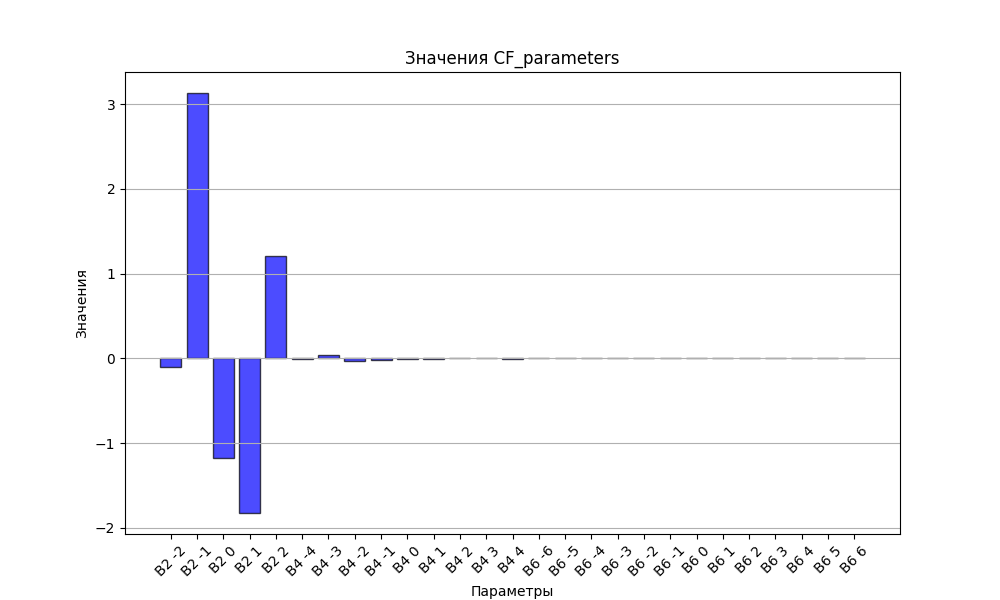 Значения CF_parameters
3
2
1
0
−1
−2
Значения
B2 -2
B2 -1
B2 0
B2 1
B2 2
B4 -4
B4 -3
B4 -2
B4 -1
B4 0
B4 1
B4 2
B4 3
B4 4
B6 -6
B6 -5
B6 -4
B6 -3
B6 -2
B6 -1
B6 0
B6 1
B6 2
B6 3
B6 4
B6 5
B6 6
Параметры